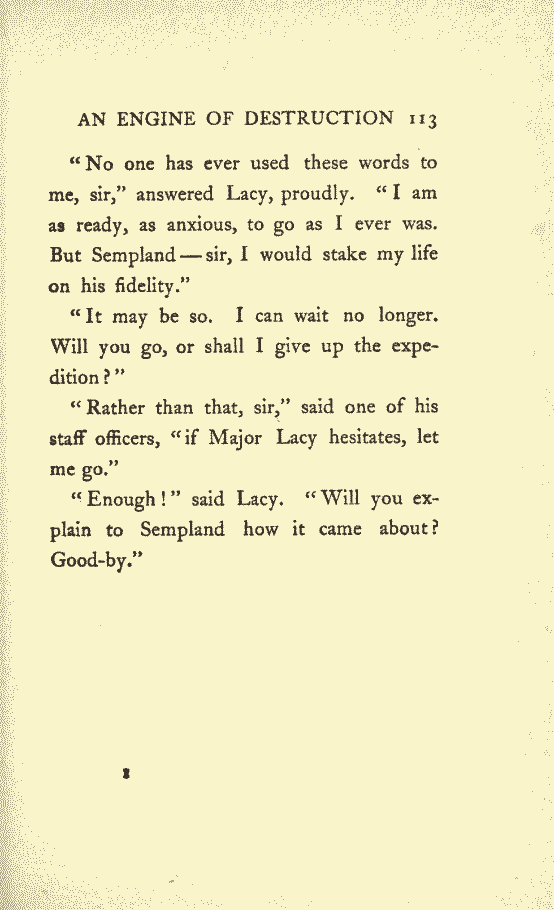 AN ENGINE OF DESTRUCTION 113
“No one has ever used these words to
me, sir,” answered Lacy, proudly. “I am
as ready, as anxious, to go as I ever was.
But Sempland—sir, I would stake my life
on his fidelity.”
“It may be so. I can wait no longer.
Will you go, or shall I give up the expe-
dition?”
“Rather than that, sir,” said one of his
staff officers, “if Major Lacy hesitates, let
me go.”
“Enough!” said Lacy. “Will you ex-
plain to Sempland how it came about?
Good-by.”